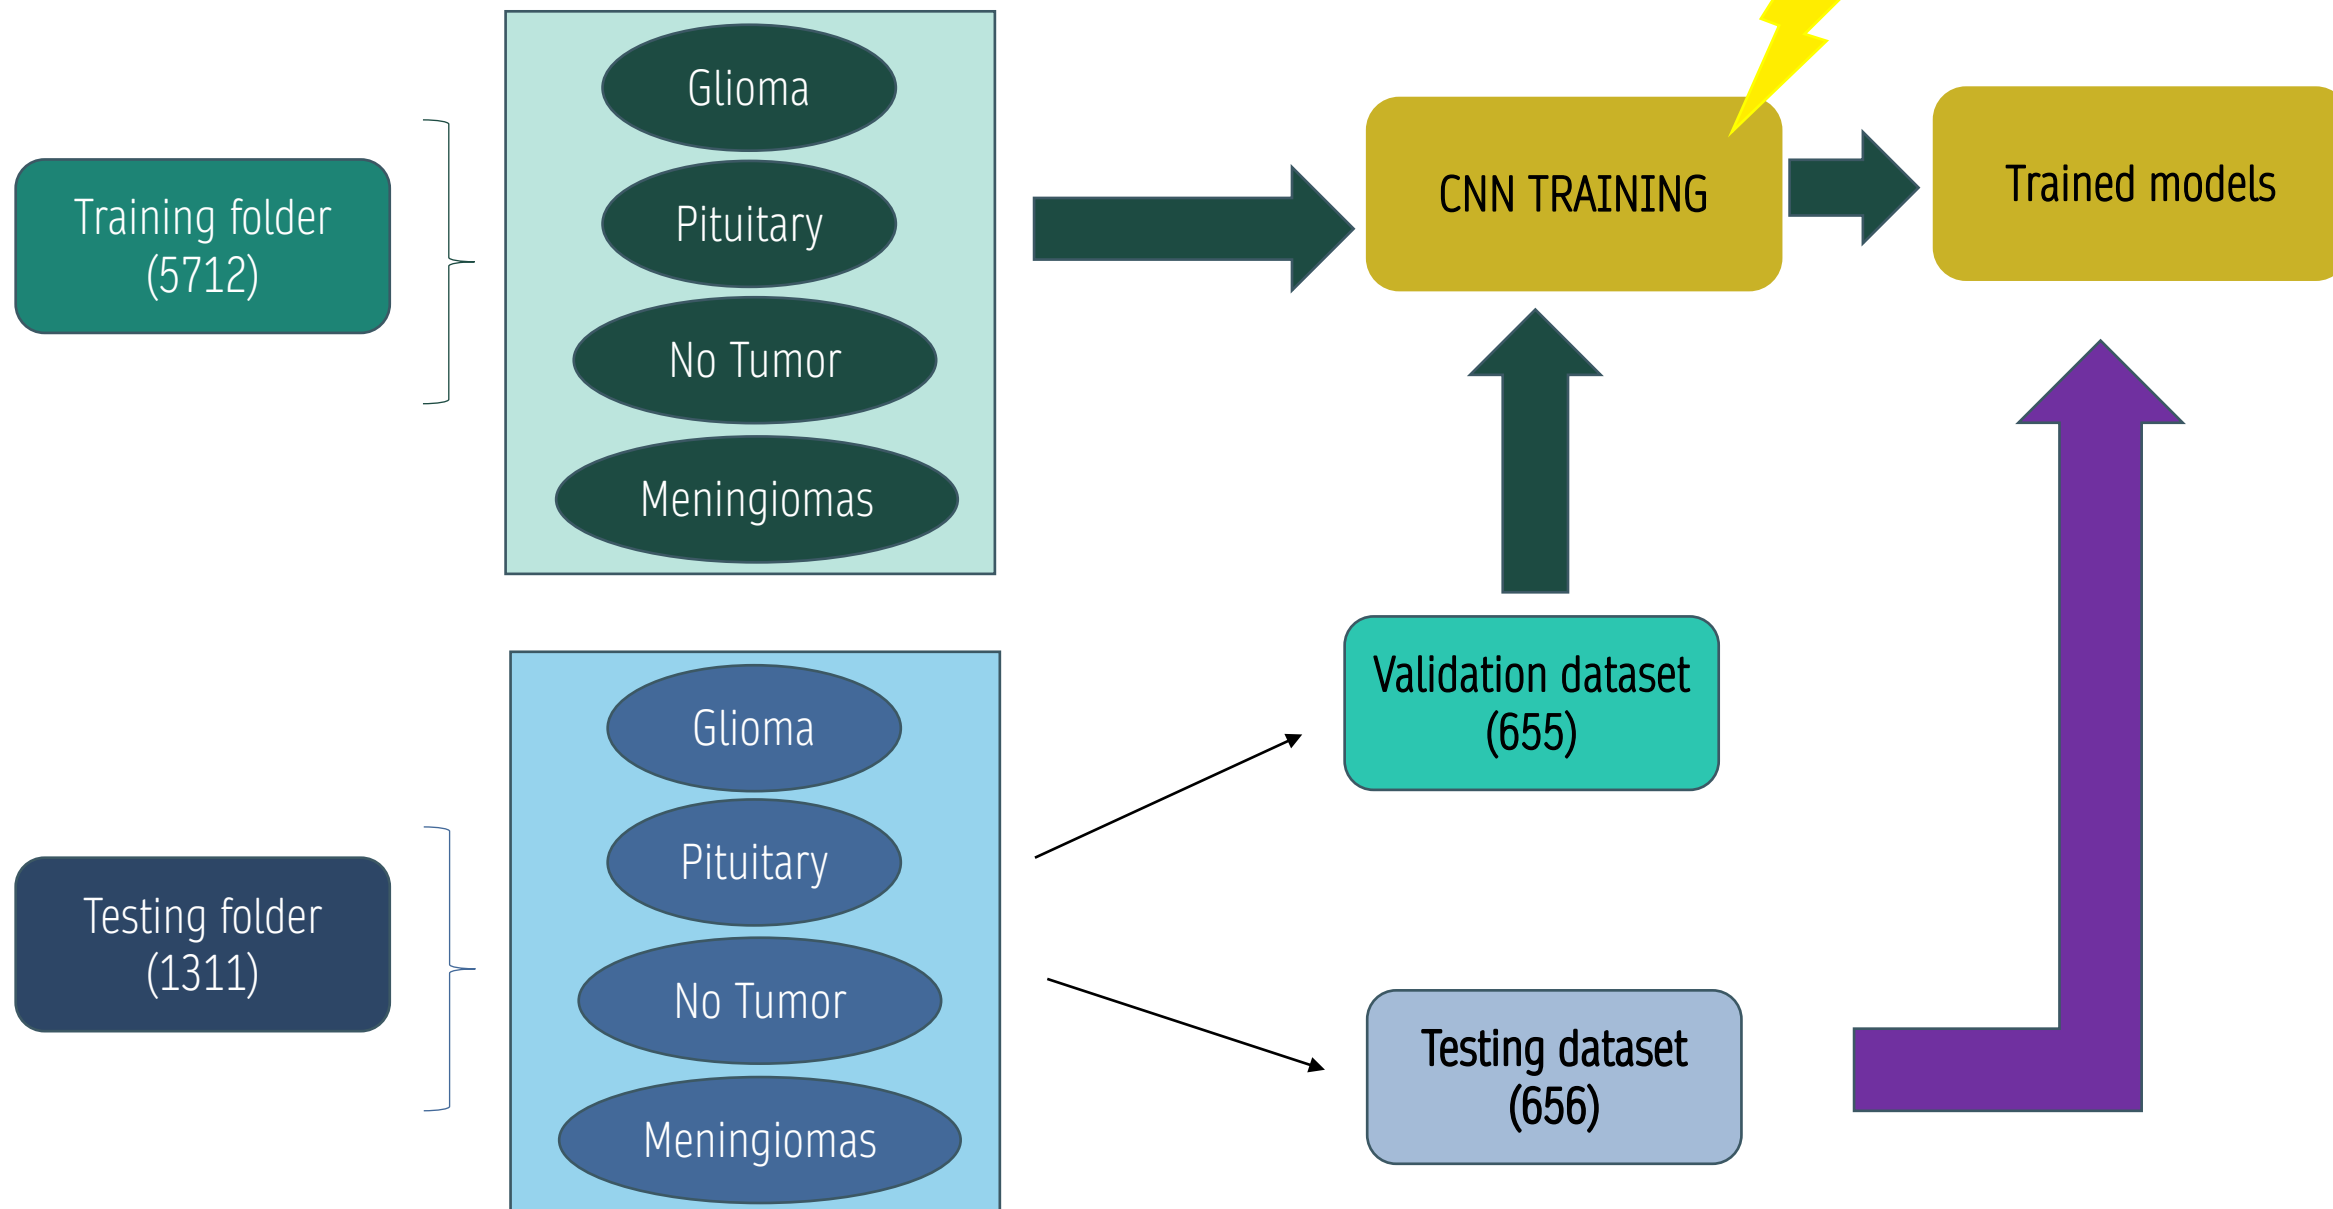 Training folder
(5712)
Glioma
Pituitary
No Tumor
Meningiomas
CNN TRAINING
Trained models
Testing folder
(1311)
Glioma
Pituitary
No Tumor
Meningiomas
Validation dataset
(655)
Testing dataset
(656)